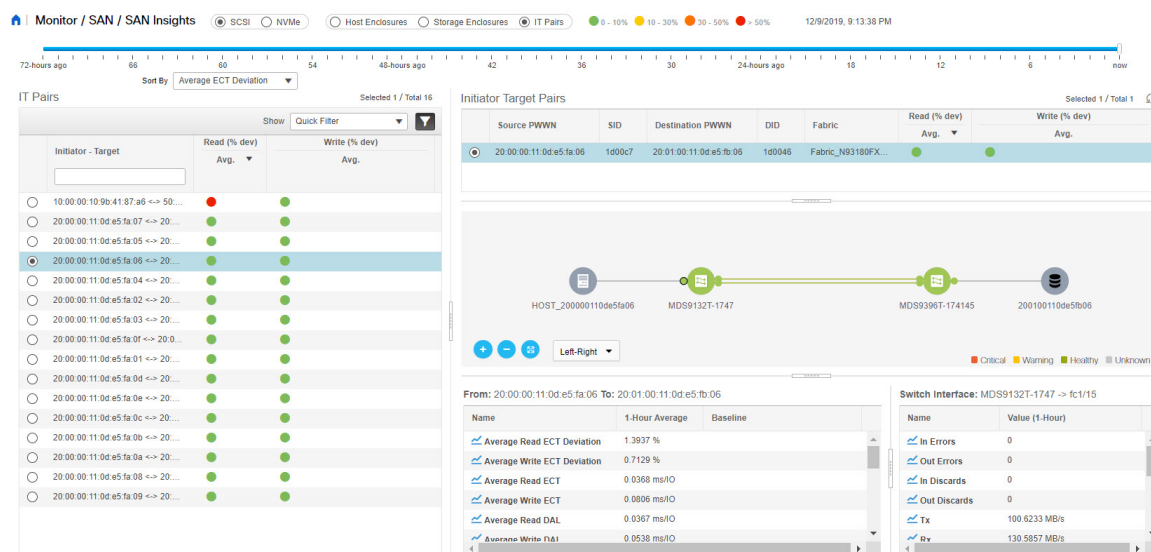 Monitor / SAN / SAN Insights SCSI NVMe Host Enclosures Storage Enclosures IT Pairs 0 - 10% 10 - 30% 30 - 50% > 50% 12/9/2019, 9:13:38 PM
72-hours ago 66 60 54 48-hours ago 42 36 30 24-hours ago 18 12 6 now
Sort By Average ECT Deviation
IT Pairs Selected 1 / Total 16
Show Quick Filter
Initiator - Target Read (% dev) Write (% dev)
Avg. Avg.
10:00:00:10:9b:41:87:a6 <-> 50:...
20:00:00:11:0d:e5:fa:07 <-> 20:...
20:00:00:11:0d:e5:fa:05 <-> 20:...
20:00:00:11:0d:e5:fa:06 <-> 20:...
20:00:00:11:0d:e5:fa:04 <-> 20:...
20:00:00:11:0d:e5:fa:02 <-> 20:...
20:00:00:11:0d:e5:fa:03 <-> 20:...
20:00:00:11:0d:e5:fa:0f <-> 20:0...
20:00:00:11:0d:e5:fa:01 <-> 20:...
20:00:00:11:0d:e5:fa:0d <-> 20:...
20:00:00:11:0d:e5:fa:0e <-> 20:...
20:00:00:11:0d:e5:fa:0c <-> 20:...
20:00:00:11:0d:e5:fa:0b <-> 20:...
20:00:00:11:0d:e5:fa:0a <-> 20:...
20:00:00:11:0d:e5:fa:08 <-> 20:...
20:00:00:11:0d:e5:fa:09 <-> 20:...
Initiator Target Pairs Selected 1 / Total 1
Source PWWN SID Destination PWWN DID Fabric Read (% dev) Write (% dev)
Avg. Avg.
20:00:00:11:0d:e5:fa:06 1d00c7 20:01:00:11:0d:e5:fb:06 1d0046 Fabric_N93180FX...
HOST_200000110de5fa06 MDS9132T-1747 MDS9396T-174145 200100110de5fb06
Left-Right
Critical Warning Healthy Unknown
From: 20:00:00:11:0d:e5:fa:06 To: 20:01:00:11:0d:e5:fb:06
Name 1-Hour Average Baseline
Average Read ECT Deviation 1.3937 %
Average Write ECT Deviation 0.7129 %
Average Read ECT 0.0368 ms/IO
Average Write ECT 0.0806 ms/IO
Average Read DAL 0.0367 ms/IO
Average Write DAL 0.0538 ms/IO
Switch Interface: MDS9132T-1747 -> fc1/15
Name Value (1-Hour)
In Errors 0
Out Errors 0
In Discards 0
Out Discards 0
Tx 100.6233 MB/s
Rx 130.5857 MB/s